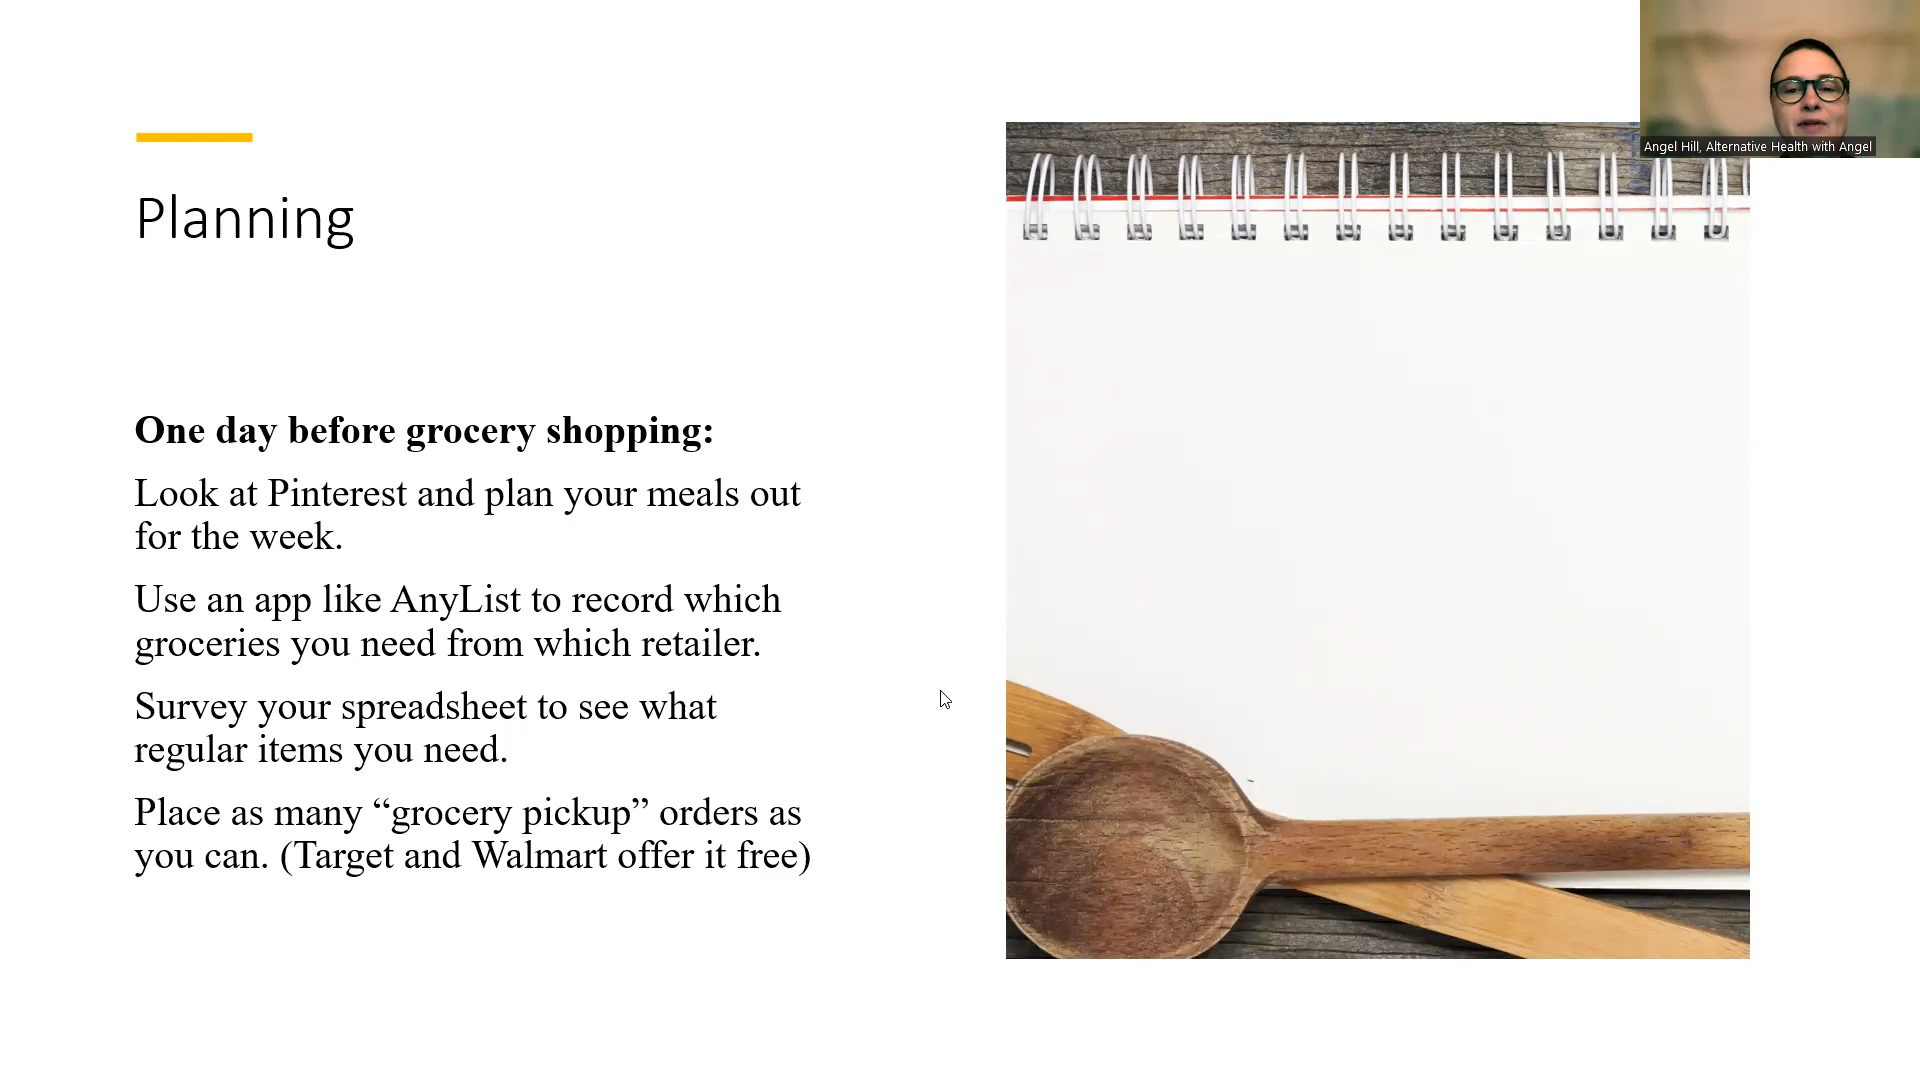 Angel Hill, Alternative Health with Angel
Planning
One day before grocery shopping:
Look at Pinterest and plan your meals out
for the week.
Use an app like AnyList to record which
groceries you need from which retailer.
Survey your spreadsheet to see what
regular items you need.
Place as many “grocery pickup” orders as
you can. (Target and Walmart offer it free)